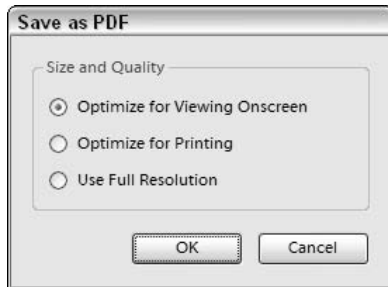 Save as PDF
Size and Quality
Optimize for Viewing Onscreen
Optimize for Printing
Use Full Resolution
OK
Cancel